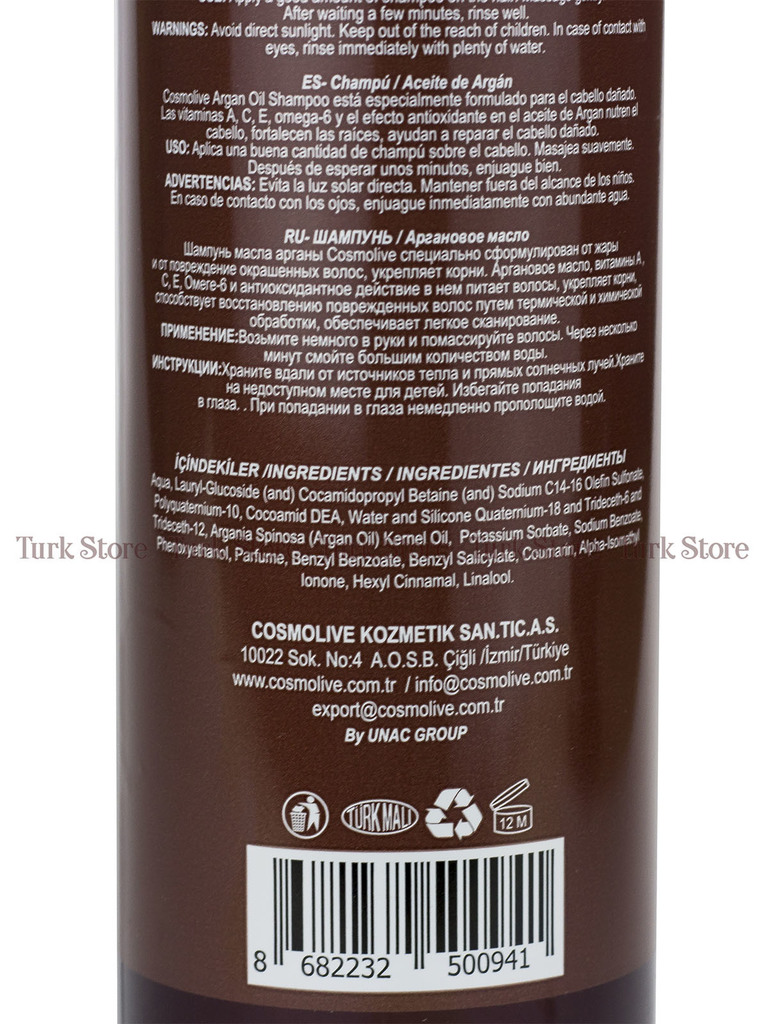 After waiting a few minutes, rinse well.
WARNINGS: Avoid direct sunlight. Keep out of the reach of children. In case of contact with
eyes, rinse immediately with plenty of water.
ES- Champú / Aceite de Argán
Cosmolive Argan Oil Shampoo está especialmente formulado para el cabello dañado.
Las vitaminas A, C, E, omega-6 y el efecto antioxidante en el aceite de Argan nutren el
cabello, fortalecen las raíces, ayudan a reparar el cabello dañado.
USO: Aplica una buena cantidad de champú sobre el cabello. Masajea suavemente.
Después de esperar unos minutos, enjuague bien.
ADVERTENCIAS: Evita la luz solar directa. Mantener fuera del alcance de los niños.
En caso de contacto con los ojos, enjuague inmediatamente con abundante agua.
RU- ШАМПУНЬ / Аргановое масло
Шампунь масла арганы Cosmolive специально сформулирован от жары
и от повреждение окрашенных волос, укрепляет корни. Аргановое масло, витамины А,
С, Е, Омеге-6 и антиоксидантное действие в нем питает волосы, укрепляет корни,
способствует восстановлению поврежденных волос путем термической и химической
обработки, обеспечивает легкое сканирование.
ПРИМЕНЕНИЕ:Возьмите немного в руки и помассируйте волосы. Через несколько
минут смойте большим количеством воды.
ИНСТРУКЦИИ:Храните вдали от источников тепла и прямых солнечных лучей.Храните
на недоступном месте для детей. Избегайте попадания
в глаза. . При попадании в глаза немедленно прополощите водой.
İÇİNDEKİLER /INGREDIENTS / INGREDIENTES / ИНГРЕДИЕНТЫ
Aqua, Lauryl-Glucoside (and) Cocamidopropyl Betaine (and) Sodium C14-16 Olefin Sulfonate,
Polyquaternium-10, Cocoamid DEA, Water and Silicone Quaternium-18 and Trideceth-6 and
Trideceth-12, Argania Spinosa (Argan Oil) Kernel Oil, Potassium Sorbate, Sodium Benzoate,
Turk Store Turk Store
Phenoxyethanol, Parfume, Benzyl Benzoate, Benzyl Salicylate, Coumarin, Alpha-Isomethyl
Ionone, Hexyl Cinnamal, Linalool.
COSMOLIVE KOZMETIK SAN.TIC.A.S.
10022 Sok. No:4 A.O.S.B. Çiğli /İzmir/Türkiye
www.cosmolive.com.tr / info@cosmolive.com.tr
export@cosmolive.com.tr
By UNAC GROUP
TÜRK MALI
12 M
8 682232 500941